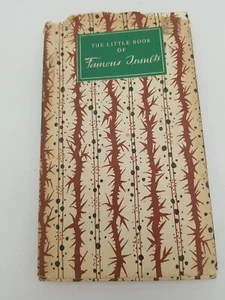 THE LITTLE BOOK
OF
Famous Insults